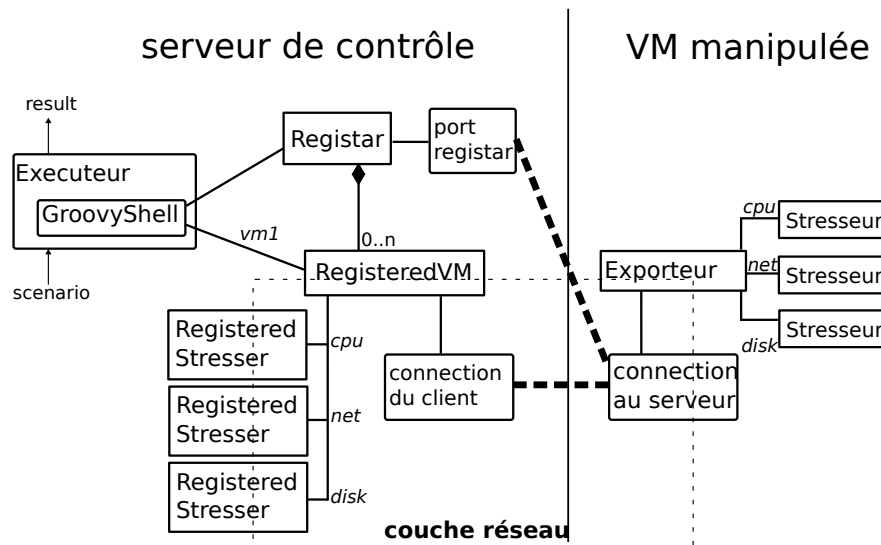 serveur de contrôle
VM manipulée
result
Registar
port
registar
Executeur
GroovyShell
vm1
0..n
scenario
RegisteredVM
Exporteur
cpu
Stresseur
net
Stresseur
disk
Stresseur
Registered
Stresser
cpu
Registered
Stresser
net
Registered
Stresser
disk
connection
du client
connection
au serveur
couche réseau